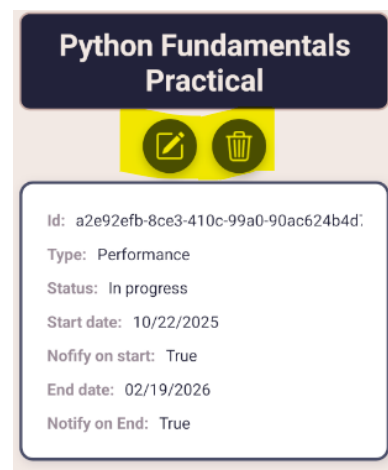 Python Fundamentals
Practical
Id: a2e92efb-8ce3-410c-99a0-90ac624b4d
Type: Performance
Status: In progress
Start date: 10/22/2025
Nofify on start: True
End date: 02/19/2026
Notify on End: True